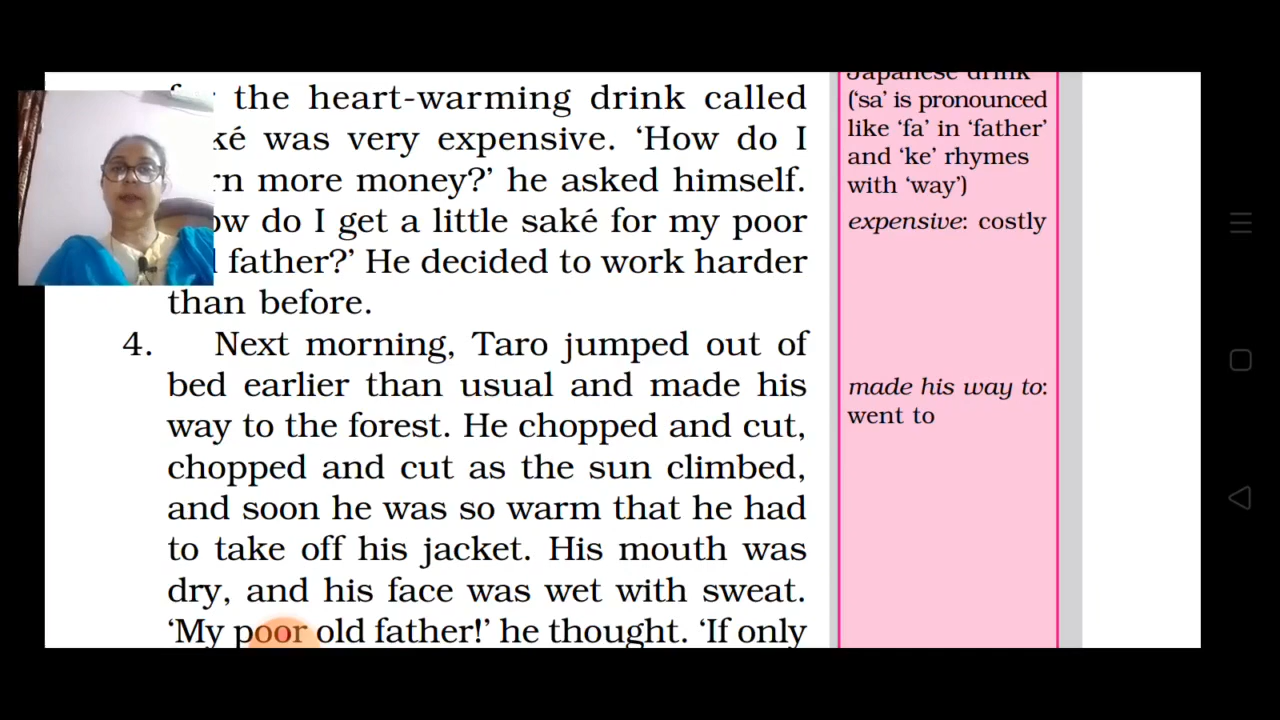 the heart-warming drink called
was very expensive. ‘How do I
more money?’ he asked himself.
do I get a little saké for my poor
father?’ He decided to work harder
than before.
4. Next morning, Taro jumped out of
bed earlier than usual and made his
way to the forest. He chopped and cut,
chopped and cut as the sun climbed,
and soon he was so warm that he had
to take off his jacket. His mouth was
dry, and his face was wet with sweat.
‘My poor old father!’ he thought. ‘If only
Japanese drink
(‘sa’ is pronounced
like ‘fa’ in ‘father’
and ‘ke’ rhymes
with ‘way’)
expensive: costly
made his way to:
went to